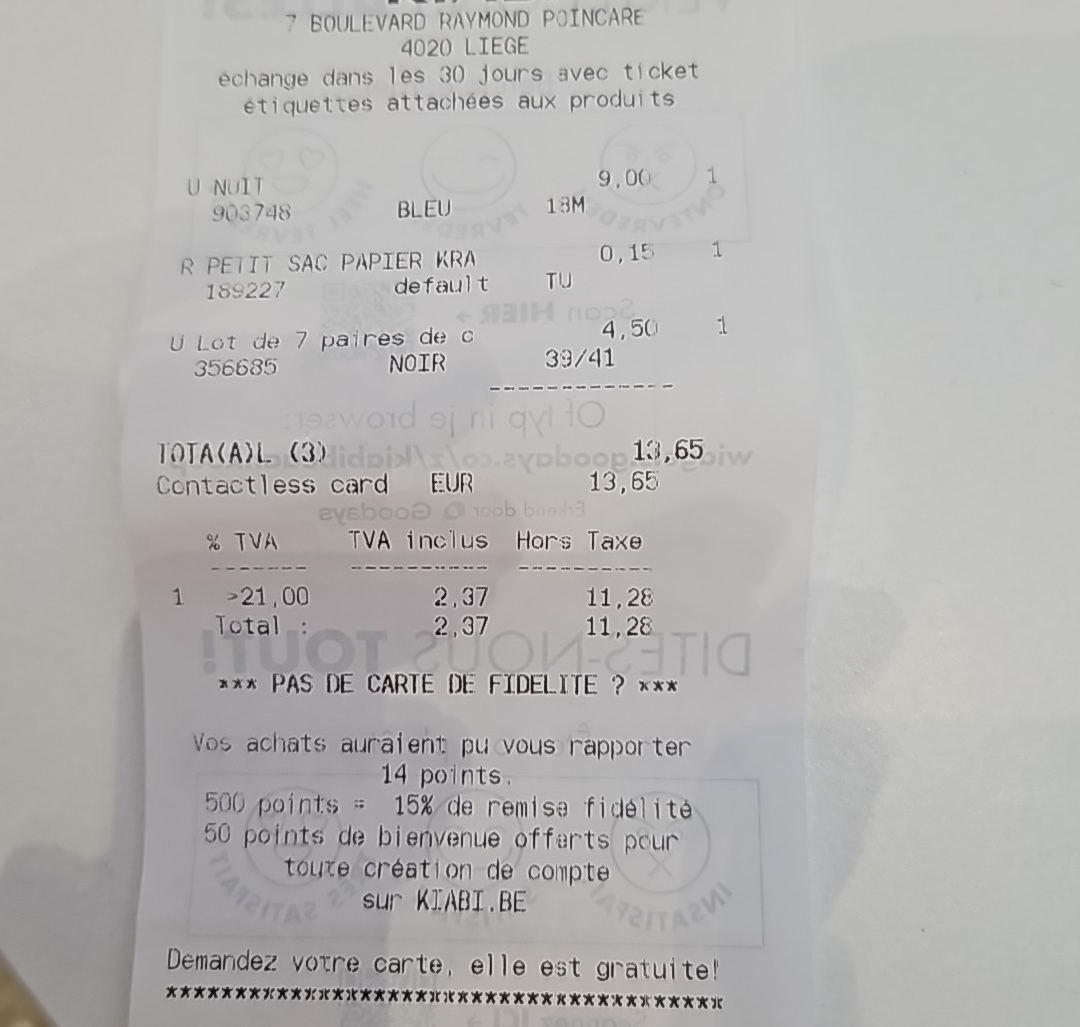 7 BOULEVARD RAYMOND POINCARE
4020 LIEGE
échange dans les 30 jours avec ticket
étiquettes attachées aux produits
U NUIT 9,00 1
903748 BLEU 18M
R PETIT SAC PAPIER KRA 0,15 1
189227 default TU
U Lot de 7 paires de c 4,50 1
356685 NOIR 39/41
-------------
TOTA(A)L (3) 13,65
Contactless card EUR 13,65
% TVA TVA inclus Hors Taxe
------- ---------- ----------
1 >21,00 2,37 11,28
Total : 2,37 11,28
*** PAS DE CARTE DE FIDELITE ? ***
Vos achats auraient pu vous rapporter
14 points.
500 points = 15% de remise fidélité
50 points de bienvenue offerts pour
toute création de compte
sur KIABI.BE
Demandez votre carte, elle est gratuite!
****************************************